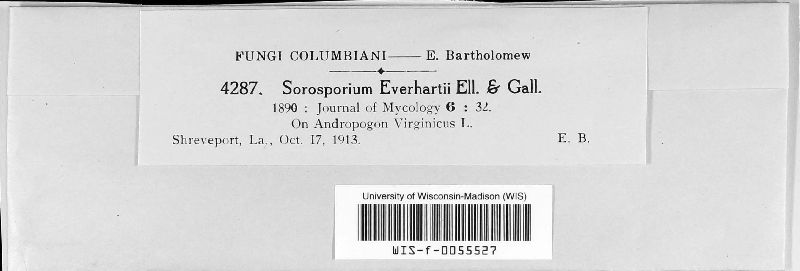 FUNGI COLUMBIANI—— E. Bartholomew
4287. Sorosporium Everhartii Ell. & Gall.
1890 : Journal of Mycology 6 : 32.
On Andropogon Virginicus L.
Shreveport, La., Oct. 17, 1913. E. B.
University of Wisconsin-Madison (WIS)
WIS-f-0055527